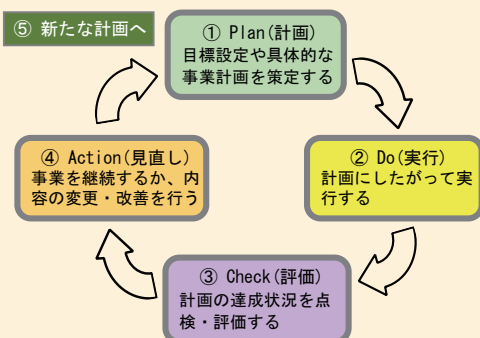 ⑤ 新たな計画へ
① Plan(計画)
目標設定や具体的な
事業計画を策定する
② Do(実行)
計画にしたがって実
行する
③ Check(評価)
計画の達成状況を点
検・評価する
④ Action(見直し)
事業を継続するか、内
容の変更・改善を行う